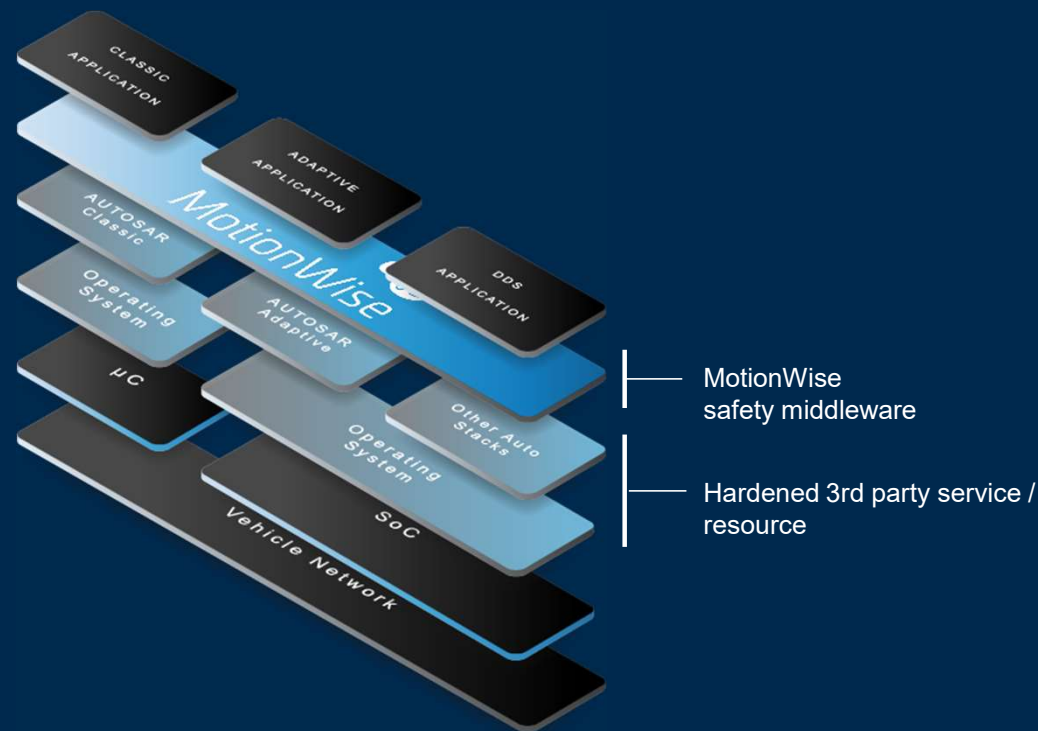 CLASSIC
APPLICATION
ADAPTIVE
APPLICATION
DDS
APPLICATION
MotionWise
AUTOSAR
Classic
AUTOSAR
Adaptive
Other Auto
Stacks
Operating
System
Operating
System
µC
SoC
Vehicle Network
MotionWise
safety middleware
Hardened 3rd party service /
resource